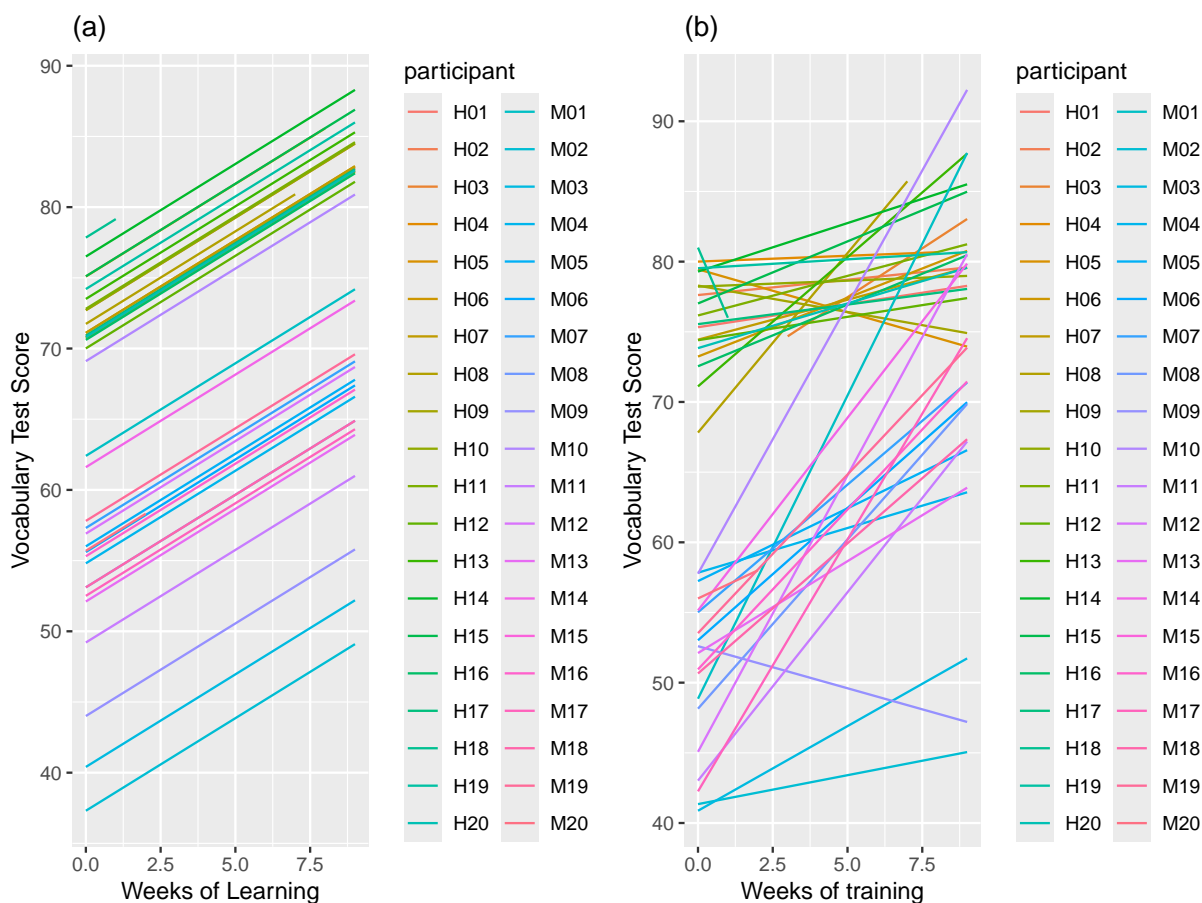 (a)
Vocabulary Test Score
90
80
70
60
50
40
0.0 2.5 5.0 7.5
Weeks of Learning
participant
H01 M01
H02 M02
H03 M03
H04 M04
H05 M05
H06 M06
H07 M07
H08 M08
H09 M09
H10 M10
H11 M11
H12 M12
H13 M13
H14 M14
H15 M15
H16 M16
H17 M17
H18 M18
H19 M19
H20 M20
(b)
Vocabulary Test Score
90
80
70
60
50
40
0.0 2.5 5.0 7.5
Weeks of training
participant
H01 M01
H02 M02
H03 M03
H04 M04
H05 M05
H06 M06
H07 M07
H08 M08
H09 M09
H10 M10
H11 M11
H12 M12
H13 M13
H14 M14
H15 M15
H16 M16
H17 M17
H18 M18
H19 M19
H20 M20